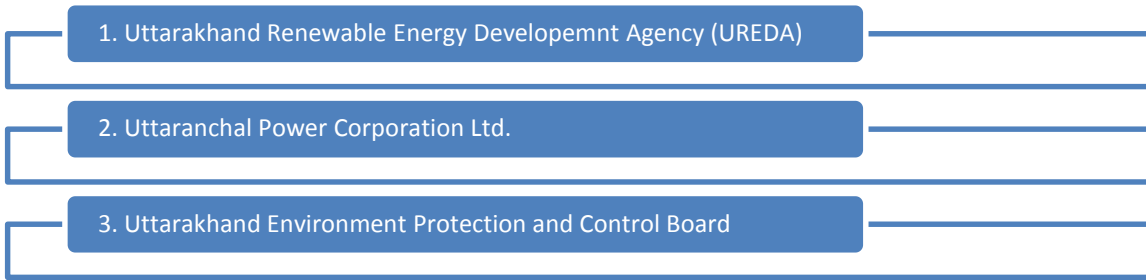 1. Uttarakhand Renewable Energy Developemnt Agency (UREDA)
2. Uttaranchal Power Corporation Ltd.
3. Uttarakhand Environment Protection and Control Board